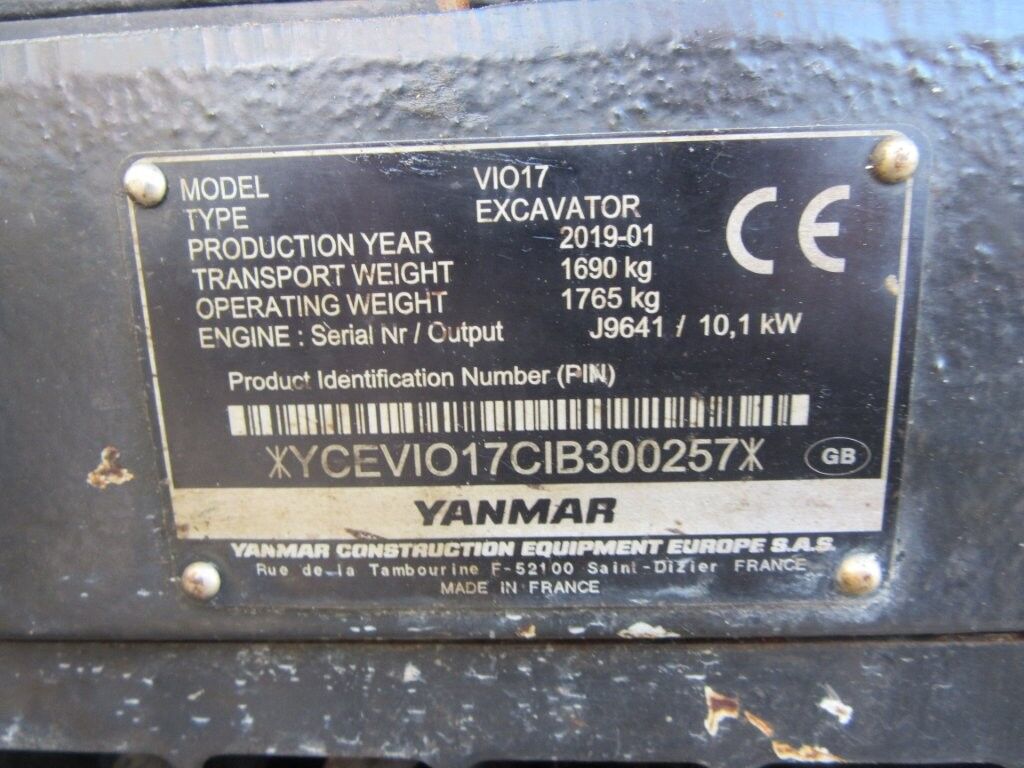 MODEL VIO17
TYPE EXCAVATOR
PRODUCTION YEAR 2019-01
TRANSPORT WEIGHT 1690 kg
OPERATING WEIGHT 1765 kg
ENGINE : Serial Nr / Output J9641 / 10,1 kW
CE
Product Identification Number (PIN)
*YCEVIO17CIB300257*
GB
YANMAR
YANMAR CONSTRUCTION EQUIPMENT EUROPE S.A.S.
Rue de la Tambourine F-52100 Saint-Dizier FRANCE
MADE IN FRANCE